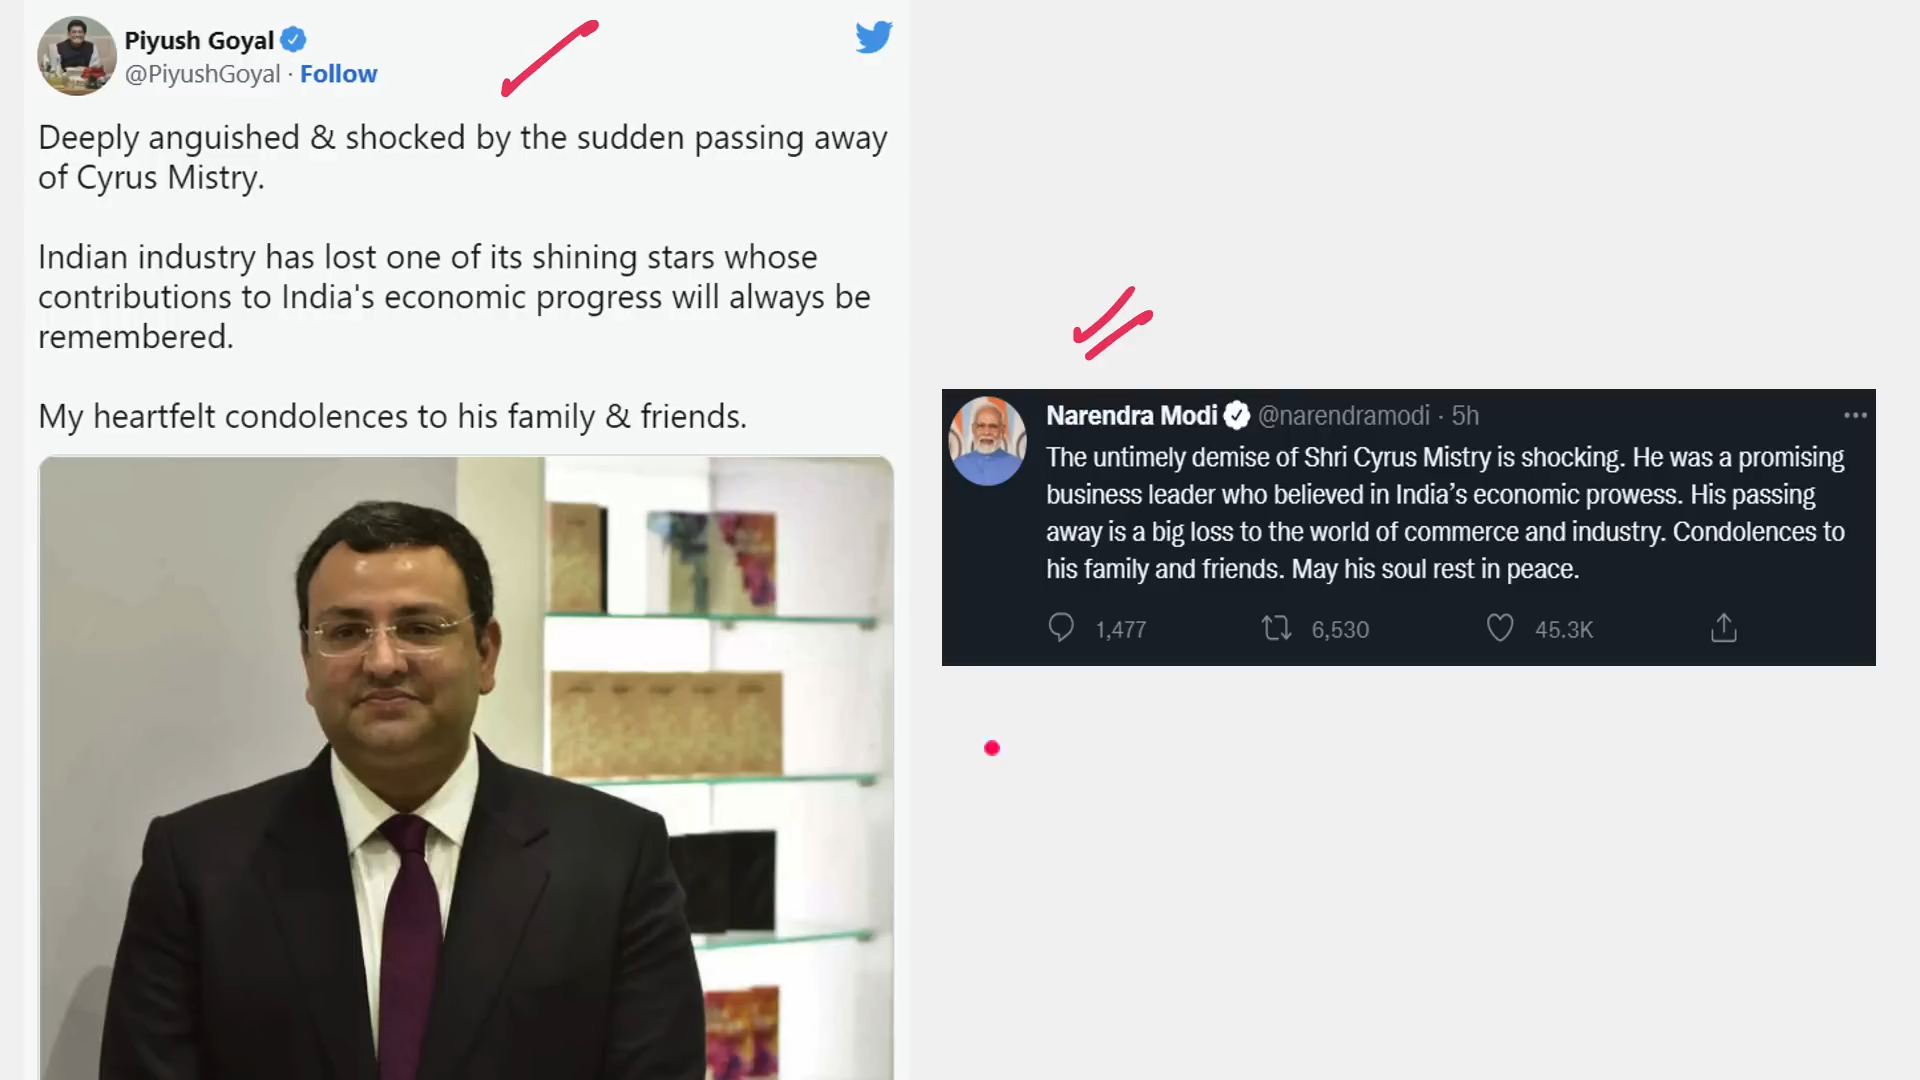 Piyush Goyal
@PiyushGoyal · Follow
Deeply anguished & shocked by the sudden passing away
of Cyrus Mistry.
Indian industry has lost one of its shining stars whose
contributions to India's economic progress will always be
remembered.
My heartfelt condolences to his family & friends.
Narendra Modi @narendramodi · 5h
The untimely demise of Shri Cyrus Mistry is shocking. He was a promising
business leader who believed in India’s economic prowess. His passing
away is a big loss to the world of commerce and industry. Condolences to
his family and friends. May his soul rest in peace.
1,477 6,530 45.3K